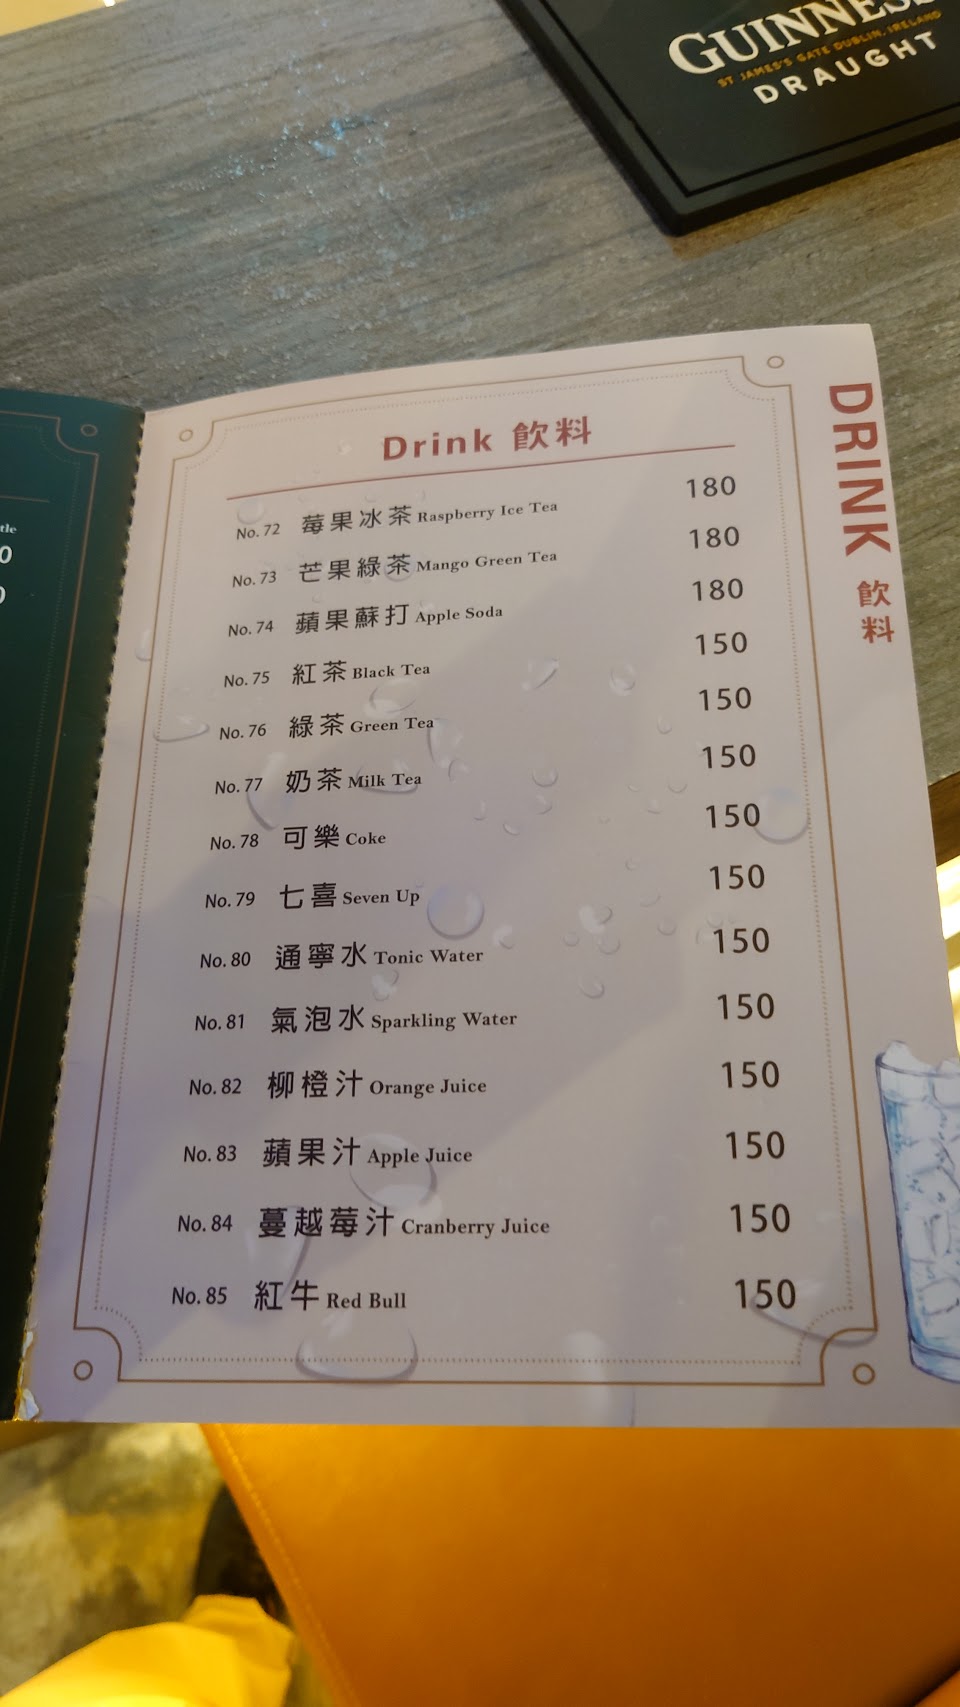 GUINNESS
ST JAMES'S GATE DUBLIN. IRELAND
DRAUGHT
Drink 飲料
No. 72 莓果冰茶 Raspberry Ice Tea 180
No. 73 芒果綠茶 Mango Green Tea 180
No. 74 蘋果蘇打 Apple Soda 180
No. 75 紅茶 Black Tea 150
No. 76 綠茶 Green Tea 150
No. 77 奶茶 Milk Tea 150
No. 78 可樂 Coke 150
No. 79 七喜 Seven Up 150
No. 80 通寧水 Tonic Water 150
No. 81 氣泡水 Sparkling Water 150
No. 82 柳橙汁 Orange Juice 150
No. 83 蘋果汁 Apple Juice 150
No. 84 蔓越莓汁 Cranberry Juice 150
No. 85 紅牛 Red Bull 150
DRINK 飲料